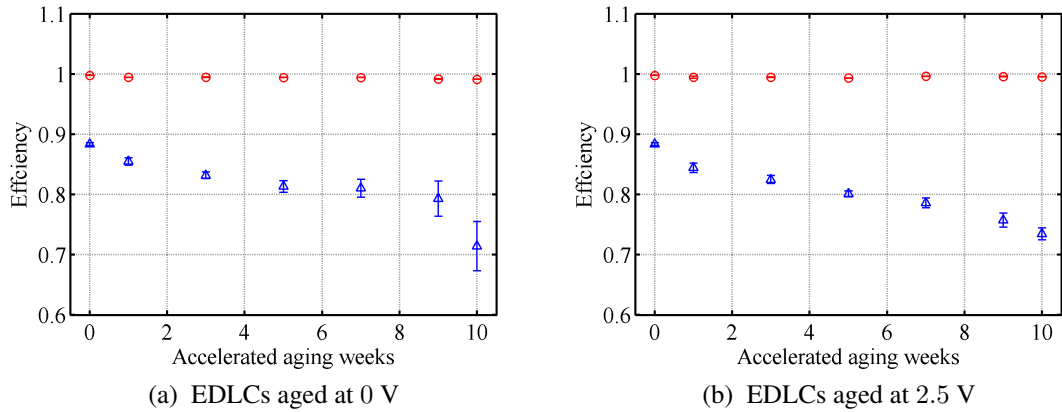 1.1
1
0.9
0.8
0.7
0.6
Effciency
0 2 4 6 8 10
Accelerated aging weeks
(a) EDLCs aged at 0 V
1.1
1
0.9
0.8
0.7
0.6
Effciency
0 2 4 6 8 10
Accelerated aging weeks
(b) EDLCs aged at 2.5 V